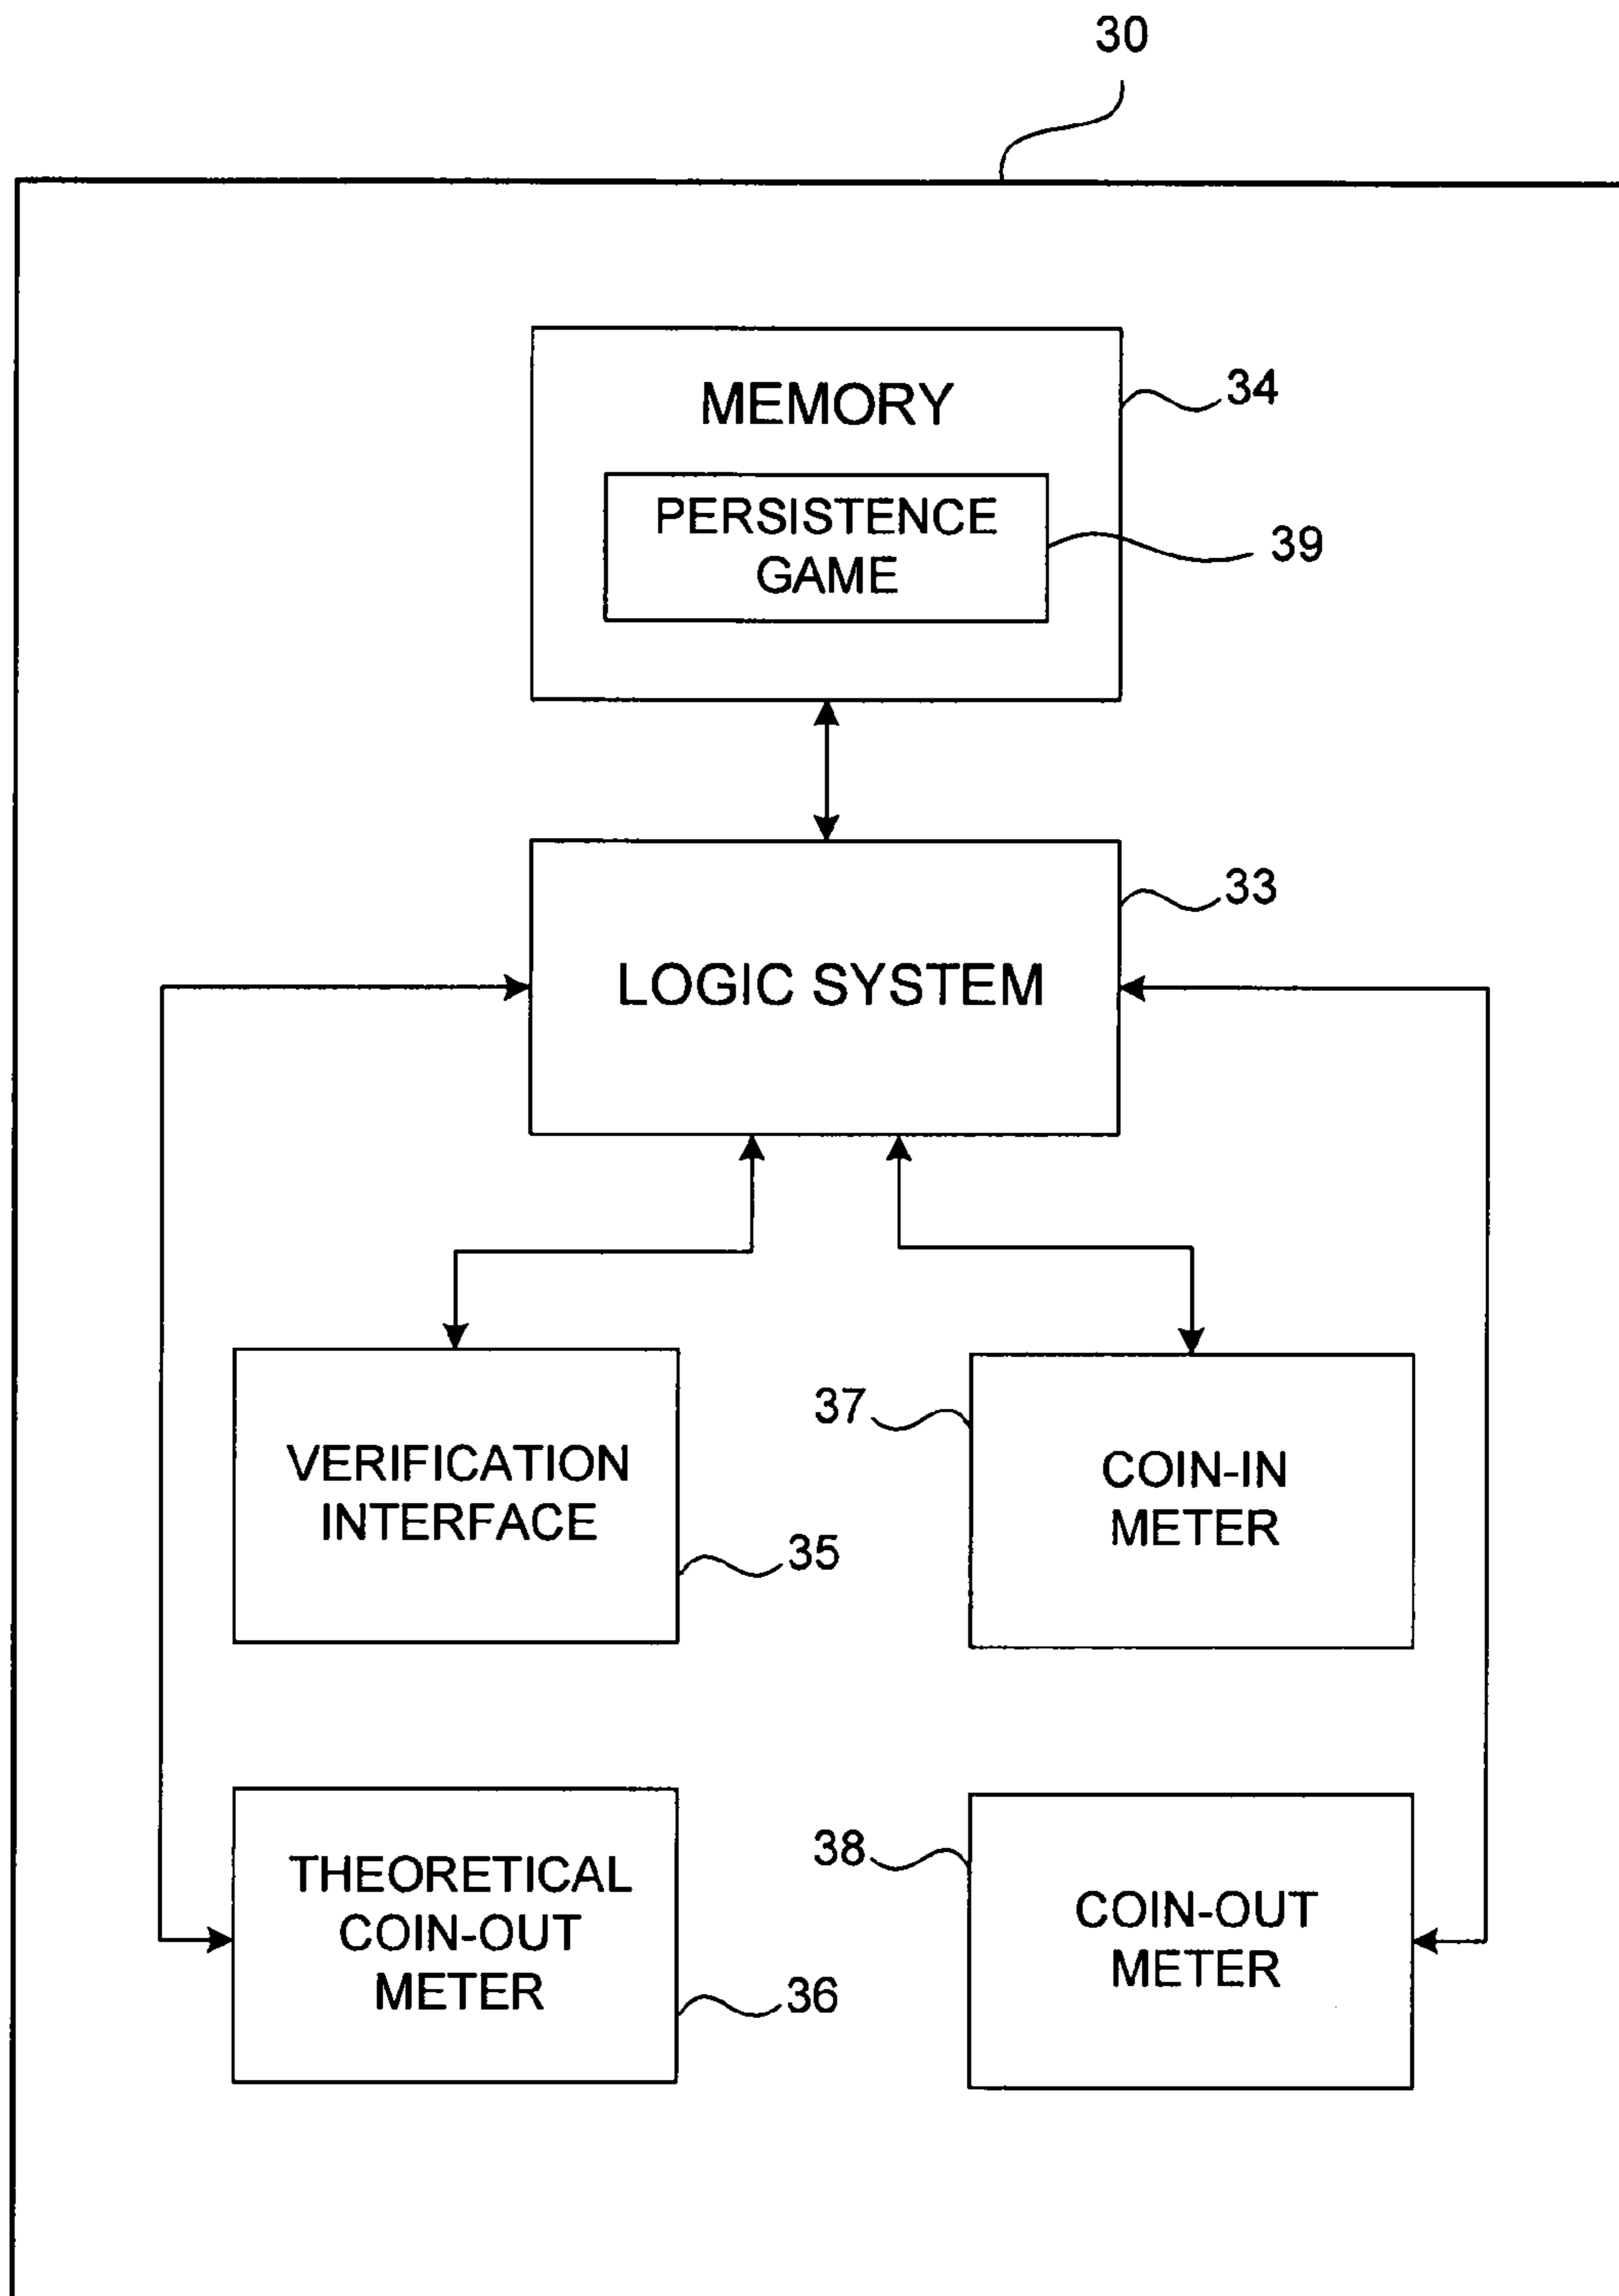 30
MEMORY
34
PERSISTENCE
GAME
39
33
LOGIC SYSTEM
VERIFICATION
INTERFACE
35
37
COIN-IN
METER
THEORETICAL
COIN-OUT
METER
36
38
COIN-OUT
METER